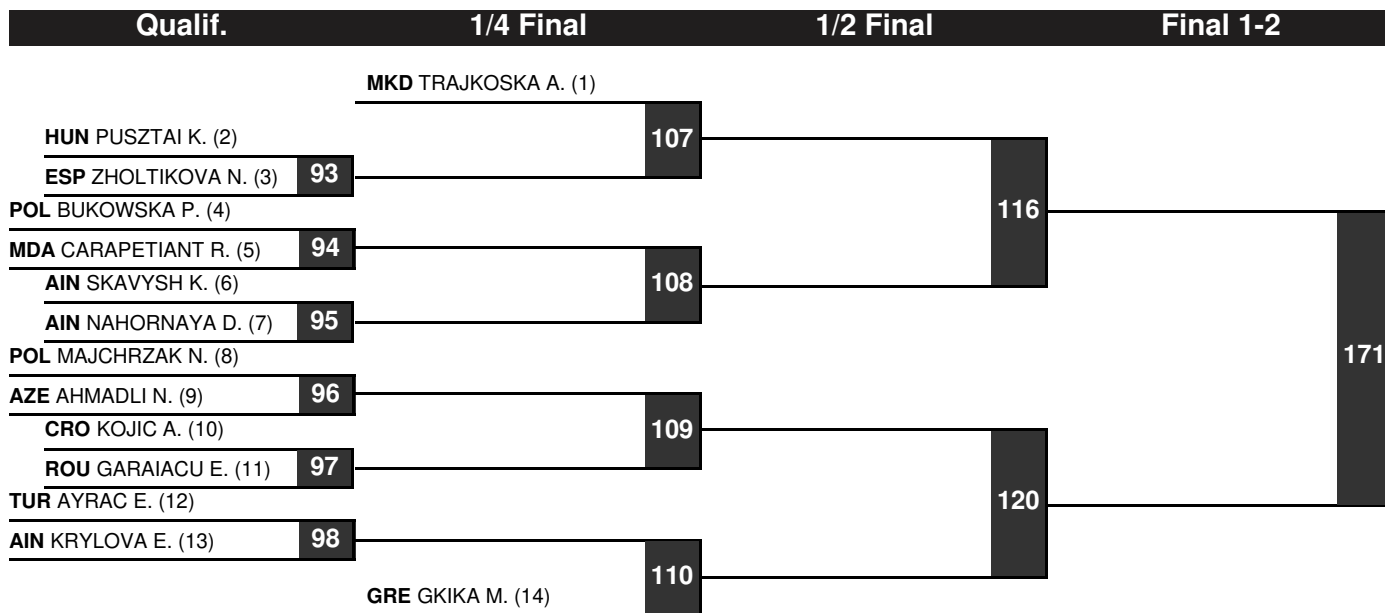 Qualif. 1/4 Final 1/2 Final Final 1-2
MKD TRAJKOSKA A. (1)
HUN PUSZTAI K. (2)
107
ESP ZHOLTIKOVA N. (3) 93
POL BUKOWSKA P. (4)
116
MDA CARAPETIANT R. (5) 94
AIN SKAVYSH K. (6)
108
AIN NAHORNAYA D. (7) 95
POL MAJCHRZAK N. (8)
171
AZE AHMADLI N. (9) 96
CRO KOJIC A. (10)
109
ROU GARAIACU E. (11) 97
TUR AYRAC E. (12)
120
AIN KRYLOVA E. (13) 98
110
GRE GKIKA M. (14)